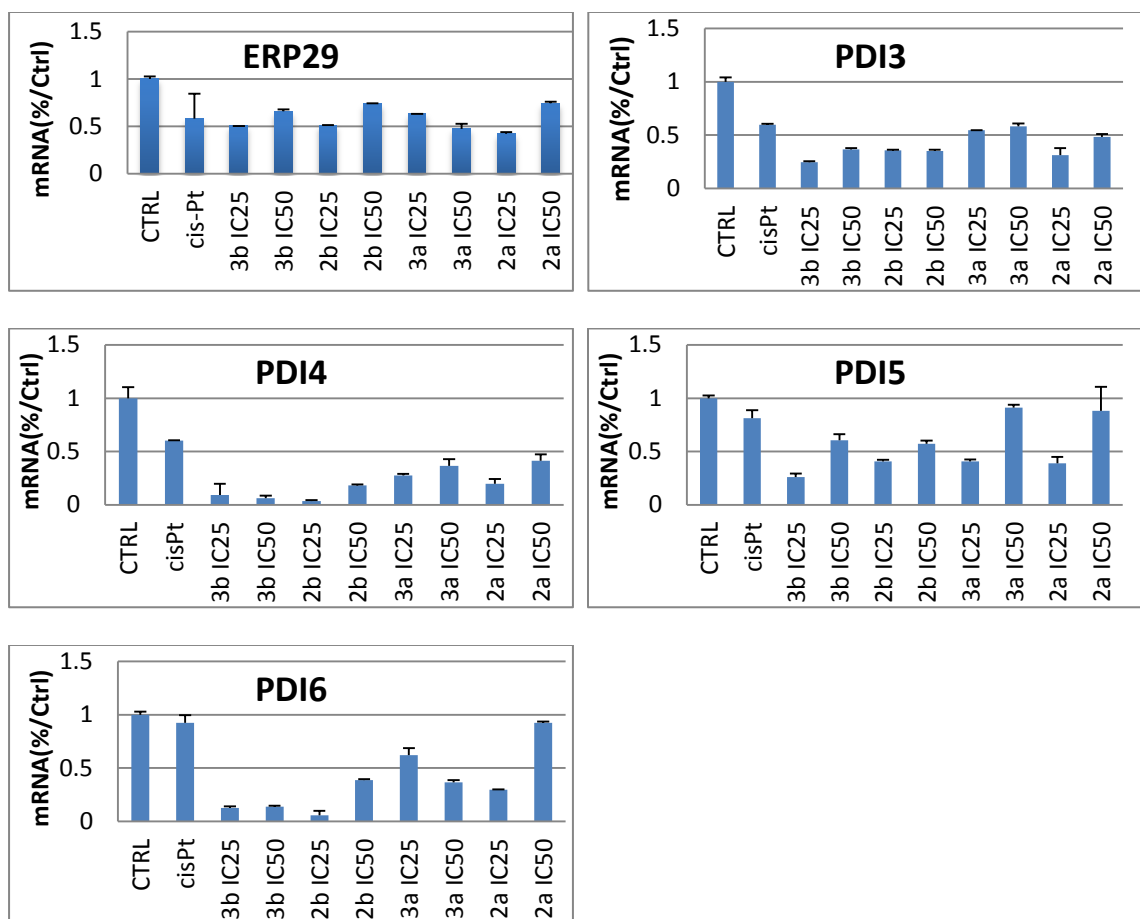 ERP29
mRNA(%/Ctrl)
1.5
1
0.5
0
CTRL
cis-Pt
3b IC25
3b IC50
2b IC25
2b IC50
3a IC25
3a IC50
2a IC25
2a IC50
PDI3
mRNA(%/Ctrl)
1.5
1
0.5
0
CTRL
cisPt
3b IC25
3b IC50
2b IC25
2b IC50
3a IC25
3a IC50
2a IC25
2a IC50
PDI4
mRNA(%/Ctrl)
1.5
1
0.5
0
CTRL
cisPt
3b IC25
3b IC50
2b IC25
2b IC50
3a IC25
3a IC50
2a IC25
2a IC50
PDI5
mRNA(%/Ctrl)
1.5
1
0.5
0
CTRL
cisPt
3b IC25
3b IC50
2b IC25
2b IC50
3a IC25
3a IC50
2a IC25
2a IC50
PDI6
mRNA(%/Ctrl)
1.5
1
0.5
0
CTRL
cisPt
3b IC25
3b IC50
2b IC25
2b IC50
3a IC25
3a IC50
2a IC25
2a IC50